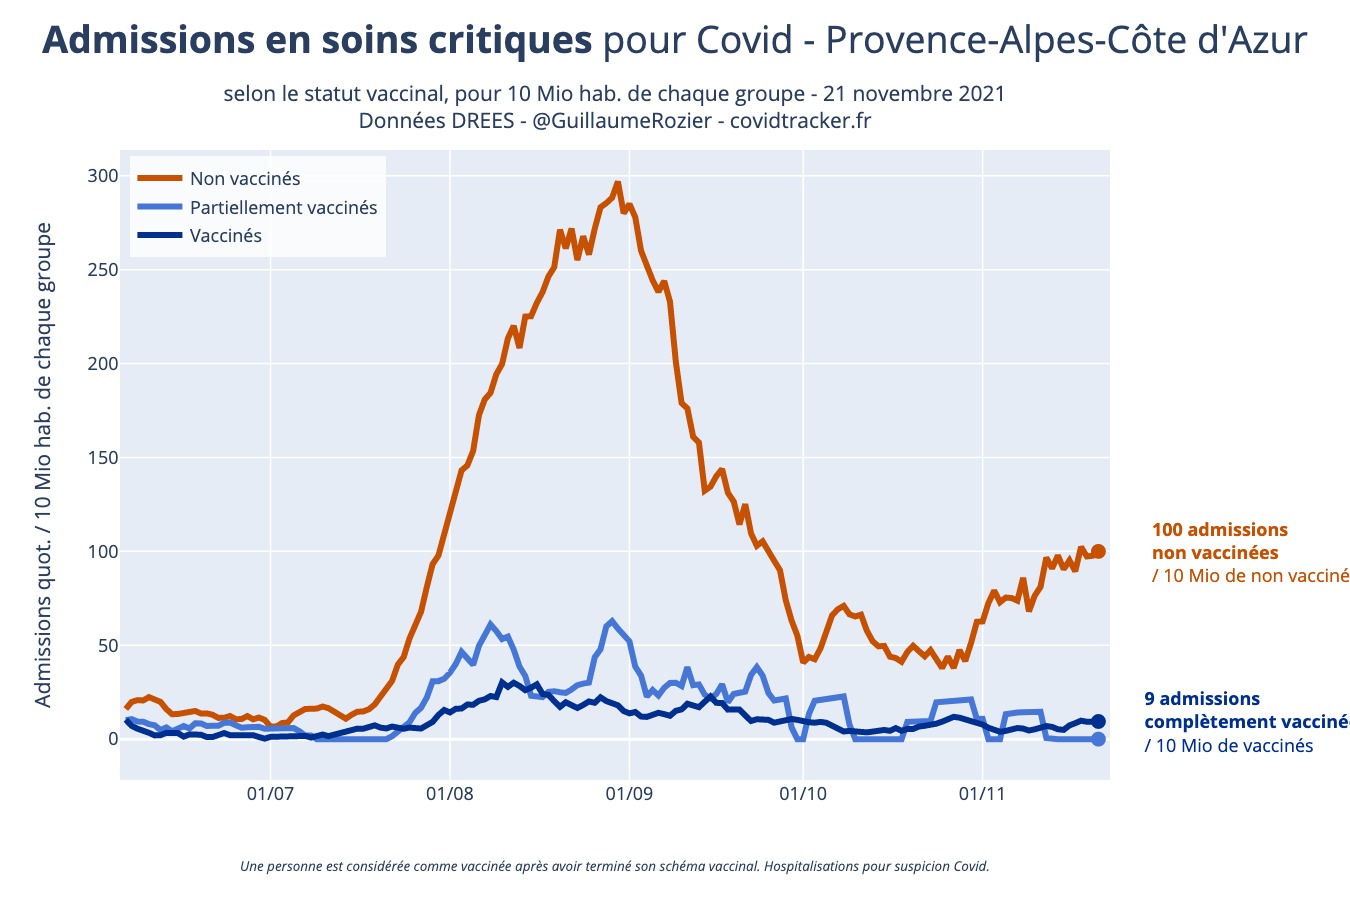 Admissions en soins critiques pour Covid - Provence-Alpes-Côte d'Azur
selon le statut vaccinal, pour 10 Mio hab. de chaque groupe - 21 novembre 2021
Données DREES - @GuillaumeRozier - covidtracker.fr
Non vaccinés
Partiellement vaccinés
Vaccinés
Admissions quot. / 10 Mio hab. de chaque groupe
300
250
200
150
100
50
0
01/07
01/08
01/09
01/10
01/11
100 admissions
non vaccinées
/ 10 Mio de non vacciné
9 admissions
complètement vacciné
/ 10 Mio de vaccinés
Une personne est considérée comme vaccinée après avoir terminé son schéma vaccinal. Hospitalisations pour suspicion Covid.